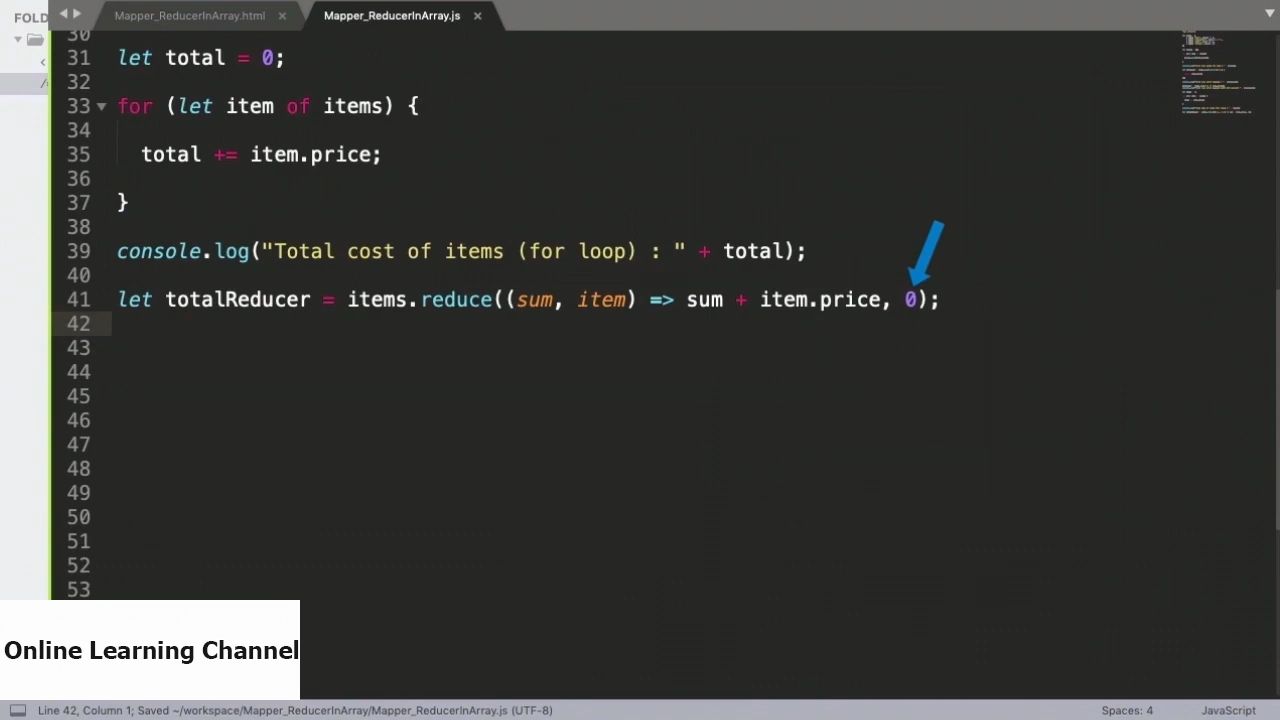 FOLD
Mapper_ReducerInArray.html ×
Mapper_ReducerInArray.js ×
30
31 let total = 0;
32
33 for (let item of items) {
34
35 total += item.price;
36
37 }
38
39 console.log("Total cost of items (for loop) : " + total);
40
41 let totalReducer = items.reduce((sum, item) => sum + item.price, 0);
42
43
44
45
46
47
48
49
50
51
52
53
Online Learning Channel
Line 42, Column 1; Saved ~/workspace/Mapper_ReducerInArray/Mapper_ReducerInArray.js (UTF-8)
Spaces: 4
JavaScript